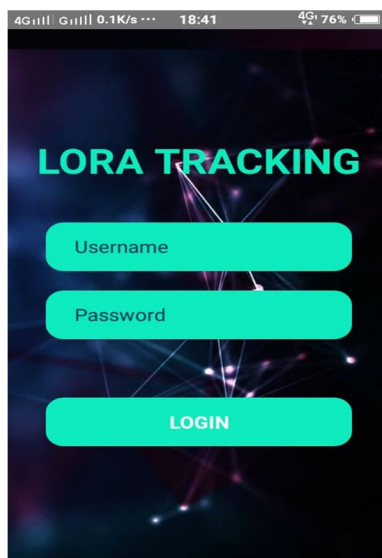 4G G 0.1K/s ··· 18:41 4G 76%
LORA TRACKING
Username
Password
LOGIN